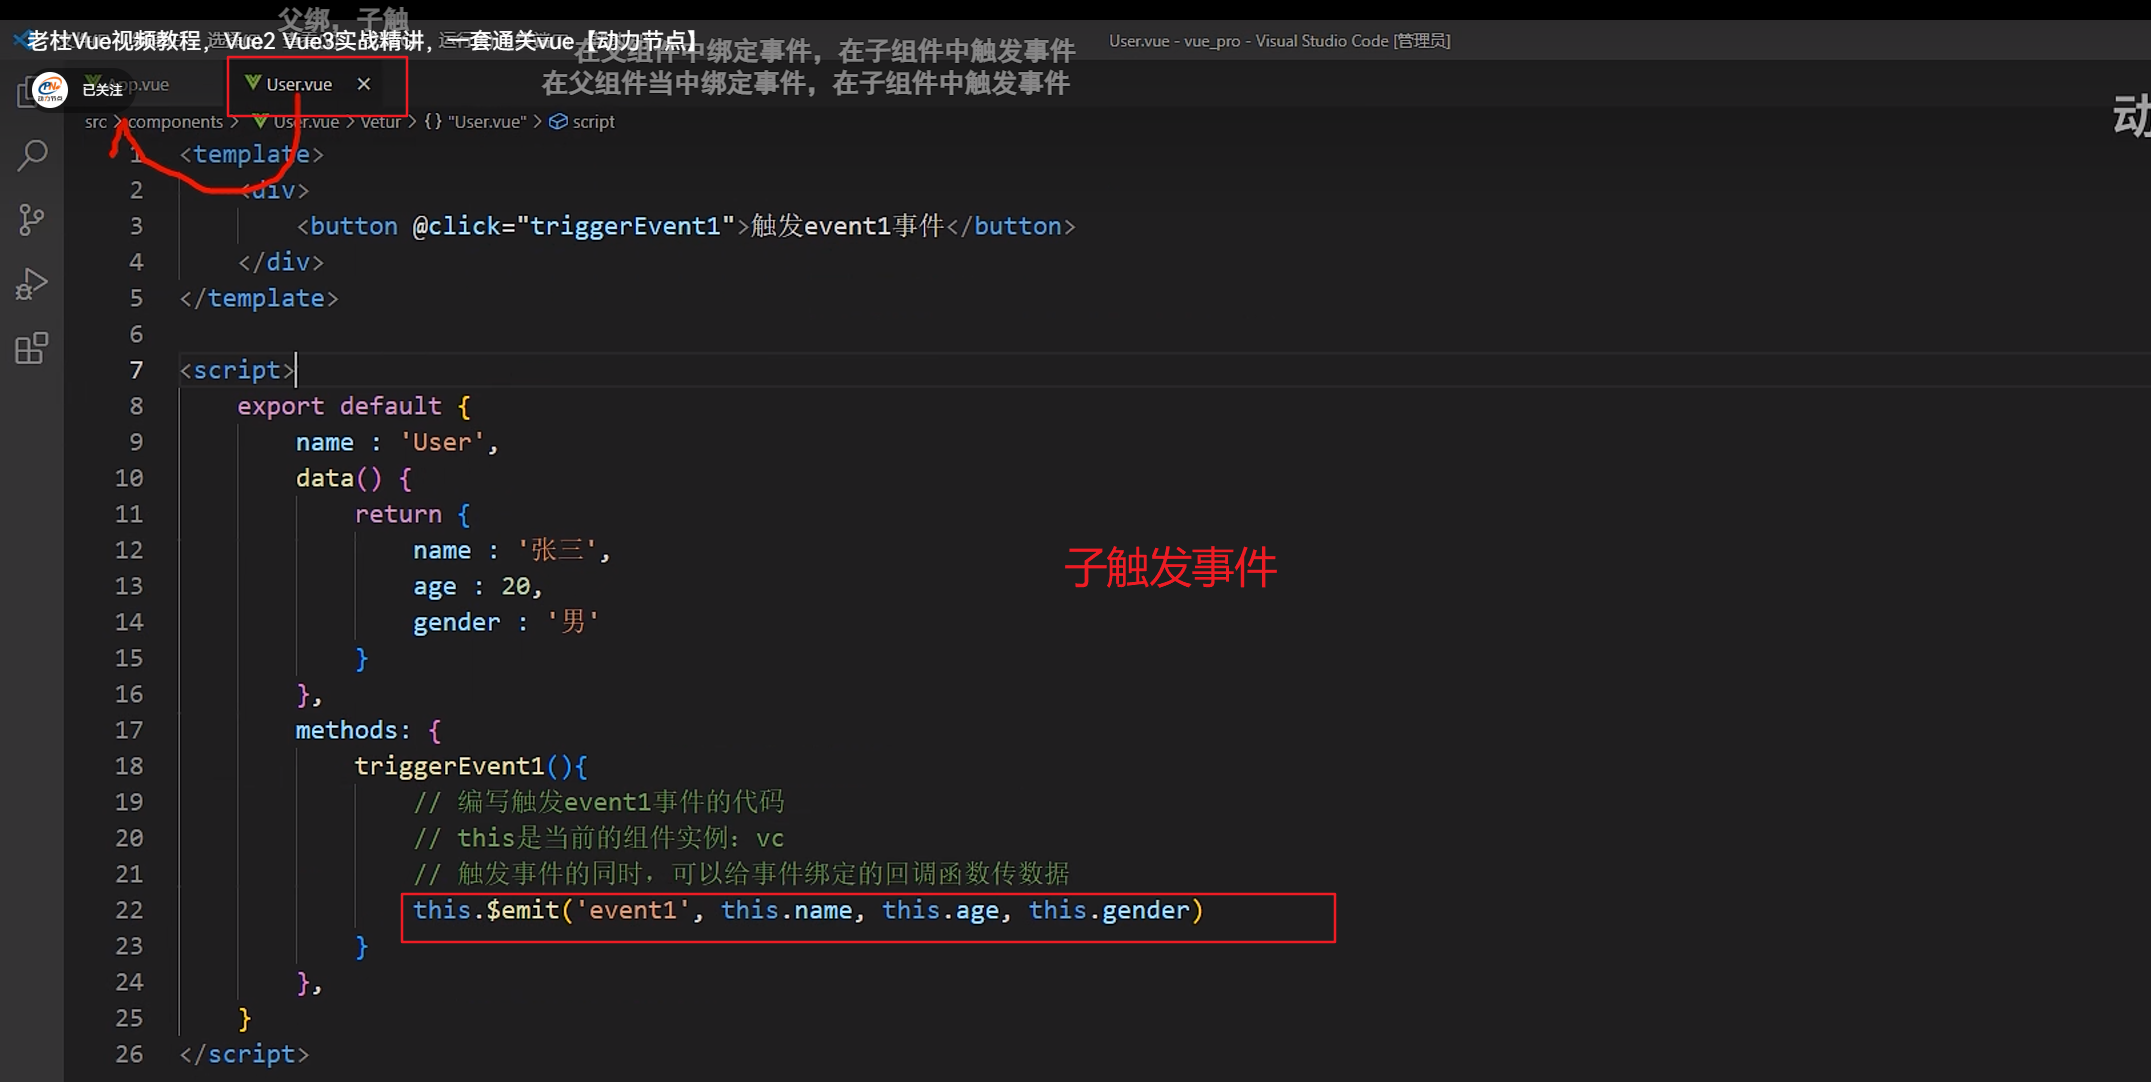 父绑，子触
老杜Vue视频教程，Vue2 Vue3实战精讲，一套通关vue【动力节点】
在父组件中绑定事件，在子组件中触发事件
User.vue - vue_pro - Visual Studio Code [管理员]
已关注
App.vue
User.vue ×
在父组件当中绑定事件，在子组件中触发事件
动
src > components > User.vue > Vetur > {} "User.vue" > script
1 <template>
2 <div>
3 <button @click="triggerEvent1">触发event1事件</button>
4 </div>
5 </template>
6
7 <script>
8 export default {
9 name : 'User',
10 data() {
11 return {
12 name : '张三',
13 age : 20,
子触发事件
14 gender : '男'
15 }
16 },
17 methods: {
18 triggerEvent1(){
19 // 编写触发event1事件的代码
20 // this是当前的组件实例：vc
21 // 触发事件的同时，可以给事件绑定的回调函数传数据
22 this.$emit('event1', this.name, this.age, this.gender)
23 }
24 },
25 }
26 </script>